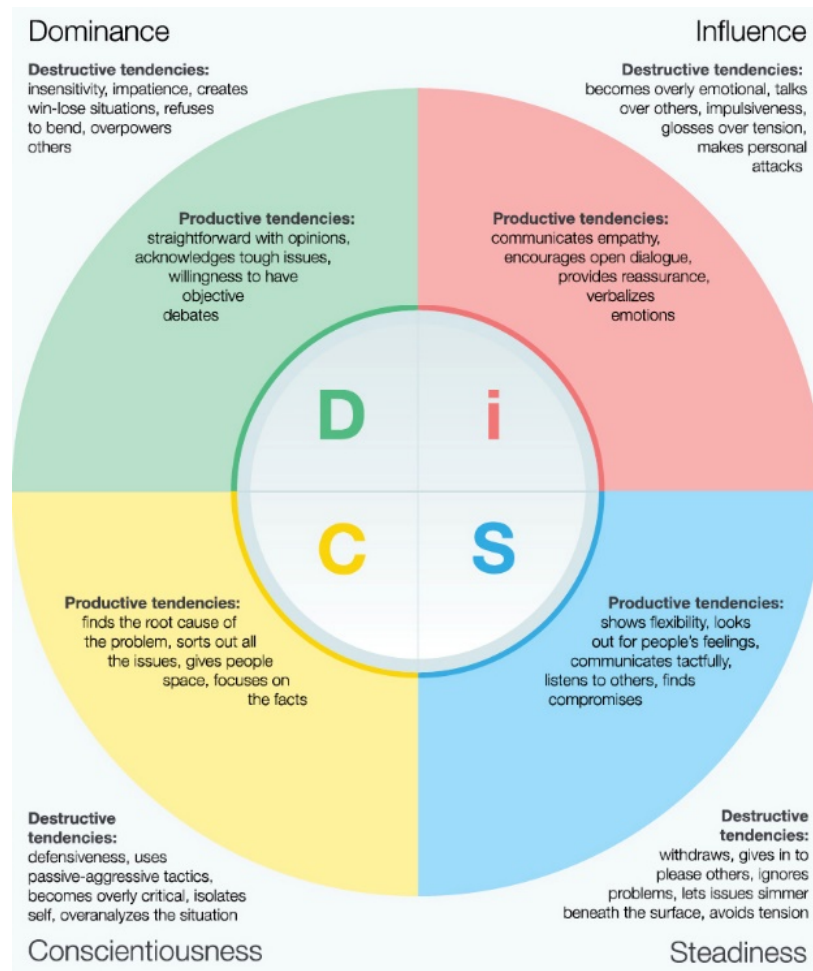 Dominance
Destructive tendencies:
insensitivity, impatience, creates
win-lose situations, refuses
to bend, overpowers
others
Productive tendencies:
straightforward with opinions,
acknowledges tough issues,
willingness to have
objective
debates
Influence
Destructive tendencies:
becomes overly emotional, talks
over others, impulsiveness,
glosses over tension,
makes personal
attacks
Productive tendencies:
communicates empathy,
encourages open dialogue,
provides reassurance,
verbalizes
emotions
D
i
C
S
Productive tendencies:
finds the root cause of
the problem, sorts out all
the issues, gives people
space, focuses on
the facts
Destructive
tendencies:
defensiveness, uses
passive-aggressive tactics,
becomes overly critical, isolates
self, overanalyzes the situation
Conscientiousness
Productive tendencies:
shows flexibility, looks
out for people's feelings,
communicates tactfully,
listens to others, finds
compromises
Destructive
tendencies:
withdraws, gives in to
please others, ignores
problems, lets issues simmer
beneath the surface, avoids tension
Steadiness